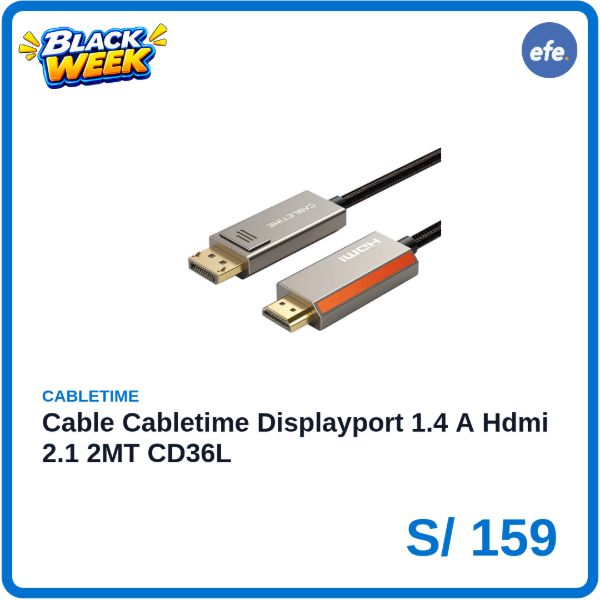 BLACK
WEEK
efe.
CABLETIME
HDMI
CABLETIME
Cable Cabletime Displayport 1.4 A Hdmi
2.1 2MT CD36L
S/ 159